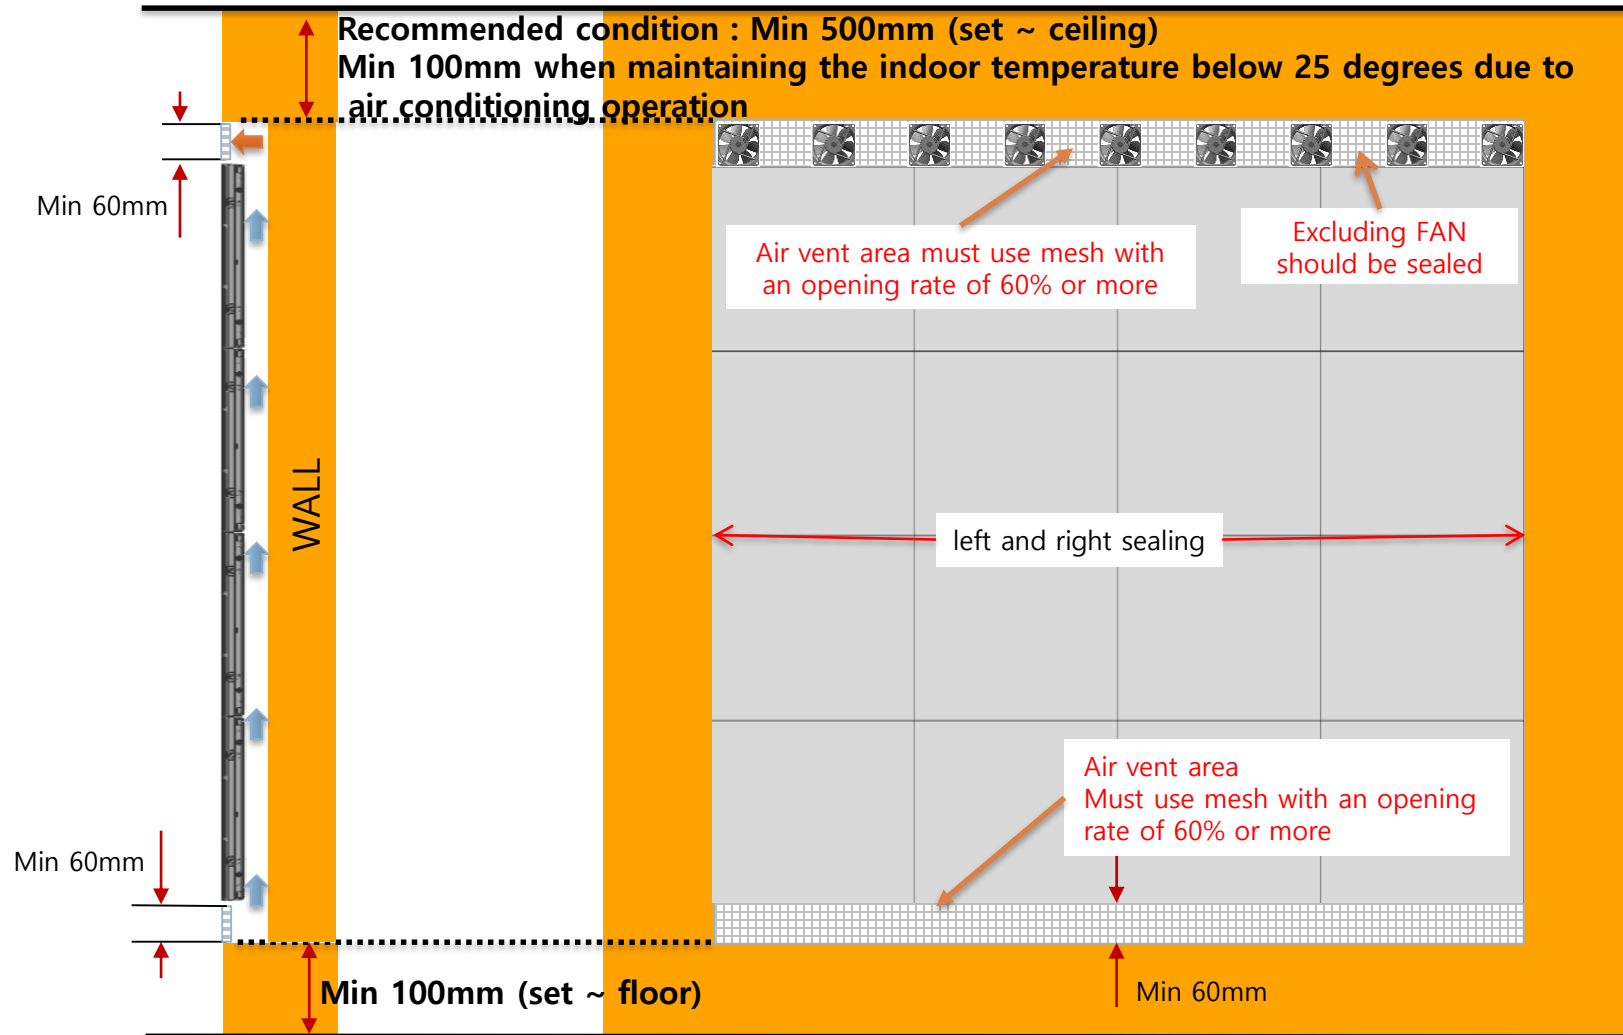 Recommended condition : Min 500mm (set ~ ceiling)
Min 100mm when maintaining the indoor temperature below 25 degrees due to
air conditioning operation
Min 60mm
Air vent area must use mesh with
an opening rate of 60% or more
Excluding FAN
should be sealed
WALL
left and right sealing
Air vent area
Must use mesh with an opening
rate of 60% or more
Min 60mm
Min 100mm (set ~ floor)
Min 60mm